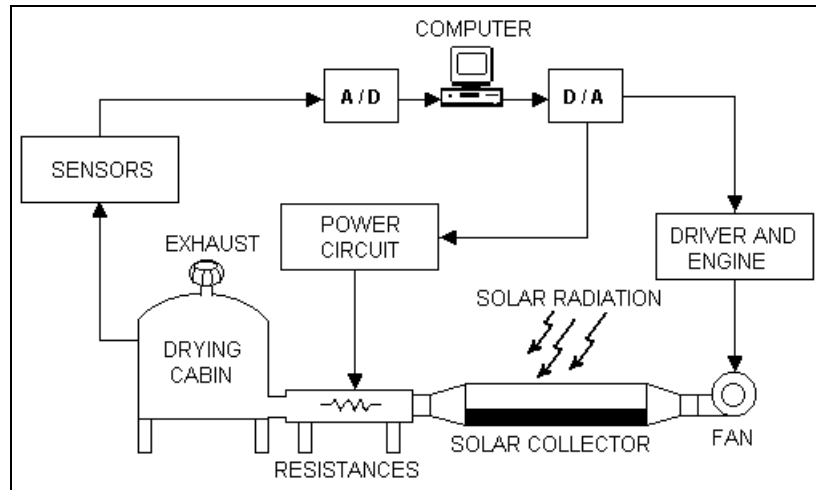 COMPUTER
A / D
D / A
SENSORS
POWER
CIRCUIT
DRIVER AND
ENGINE
EXHAUST
SOLAR RADIATION
DRYING
CABIN
SOLAR COLLECTOR
FAN
RESISTANCES